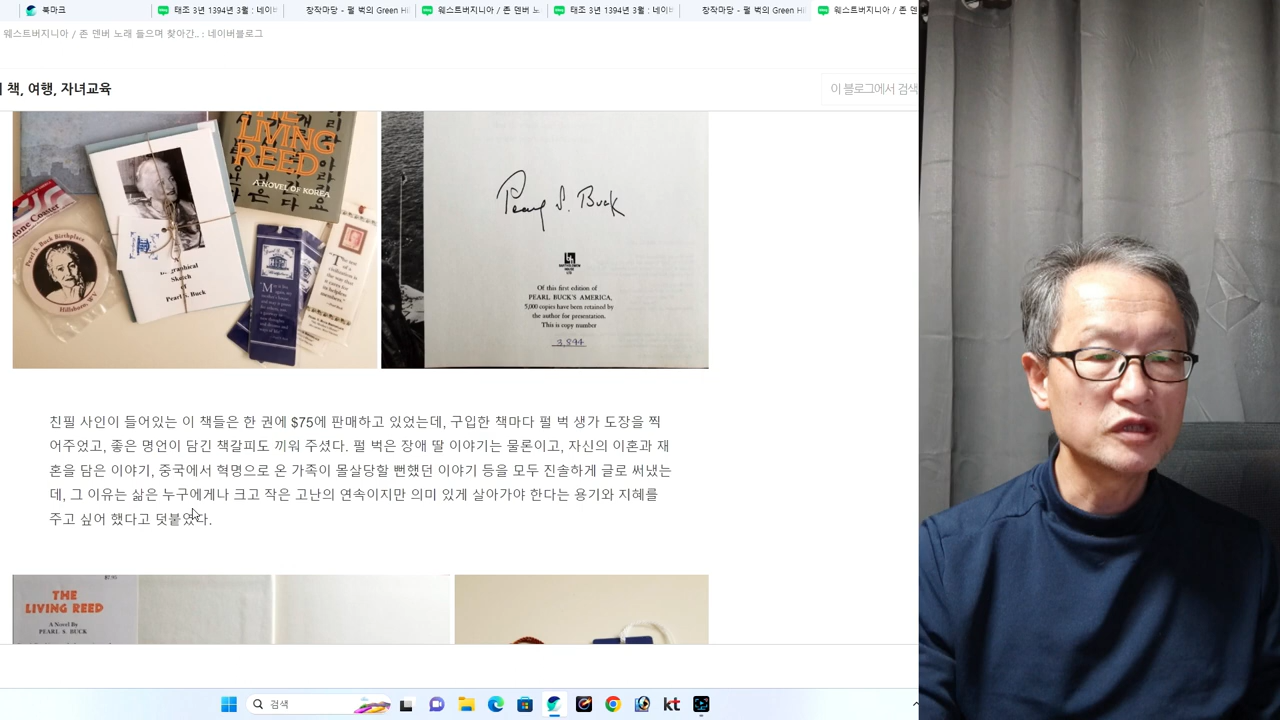 북마크
태조 3년 1394년 3월 : 네이버
창작마당 - 펄 벅의 Green Hi
웨스트버지니아 / 존 덴버 노
태조 3년 1394년 3월 : 네이버
창작마당 - 펄 벅의 Green Hi
웨스트버지니아 / 존 덴
웨스트버지니아 / 존 덴버 노래 들으며 찾아간.. : 네이버블로그
책, 여행, 자녀교육
이 블로그에서 검색
LIVING
REED
A NOVEL OF KOREA
Stone Coaster
Pearl S. Buck Birthplace
Hillsboro, WV
Sketch
of
Pearl S. Buck
Pearl S. Buck
Of this first edition of
PEARL BUCK'S AMERICA,
5,000 copies have been retained by
the author for presentation.
This is copy number
3,894
친필 사인이 들어있는 이 책들은 한 권에 $75에 판매하고 있었는데, 구입한 책마다 펄 벅 생가 도장을 찍
어주었고, 좋은 명언이 담긴 책갈피도 끼워 주셨다. 펄 벅은 장애 딸 이야기는 물론이고, 자신의 이혼과 재
혼을 담은 이야기, 중국에서 혁명으로 온 가족이 몰살당할 뻔했던 이야기 등을 모두 진솔하게 글로 써냈는
데, 그 이유는 삶은 누구에게나 크고 작은 고난의 연속이지만 의미 있게 살아가야 한다는 용기와 지혜를
주고 싶어 했다고 덧붙였다.
$7.95
THE
LIVING REED
A Novel By
PEARL S. BUCK
검색
kt